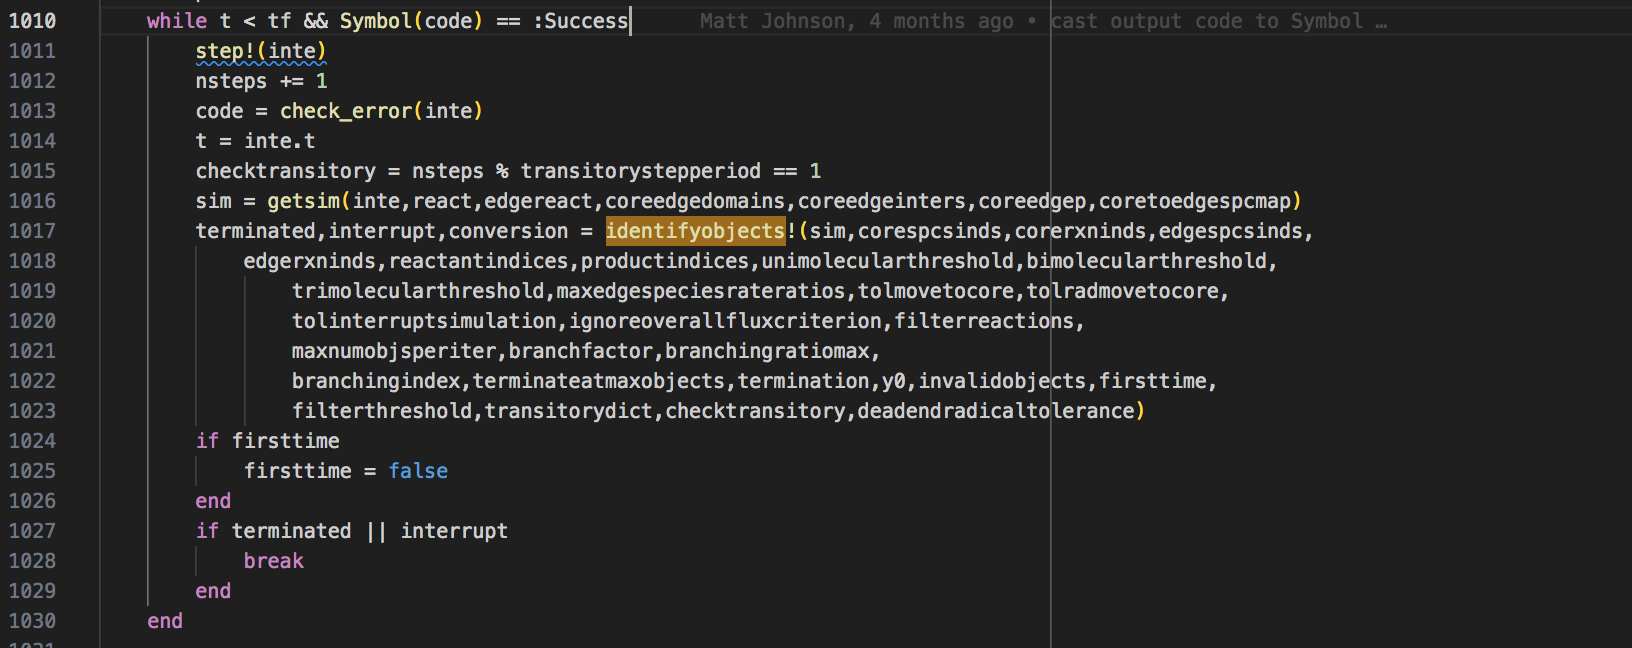 1010 while t < tf && Symbol(code) == :Success Matt Johnson, 4 months ago • cast output code to Symbol …
1011 step!(inte)
1012 nsteps += 1
1013 code = check_error(inte)
1014 t = inte.t
1015 checktransitory = nsteps % transitorystepperiod == 1
1016 sim = getsim(inte,react,edgereact,coreedgedomains,coreedgeinters,coreedgep,coretoedgespcmap)
1017 terminated,interrupt,conversion = identifyobjects!(sim,corespcsinds,corerxninds,edgespcsinds,
1018 edgerxninds,reactantindices,productindices,unimolecularthreshold,bimolecularthreshold,
1019 trimolecularthreshold,maxedgespeciesrateratios,tolmovetocore,tolradmovetocore,
1020 tolinterruptsimulation,ignoreoverallfluxcriterion,filterreactions,
1021 maxnumobjsperiter,branchfactor,branchingratiomax,
1022 branchingindex,terminateatmaxobjects,termination,y0,invalidobjects,firsttime,
1023 filterthreshold,transitorydict,checktransitory,deadendradicaltolerance)
1024 if firsttime
1025 firsttime = false
1026 end
1027 if terminated || interrupt
1028 break
1029 end
1030 end